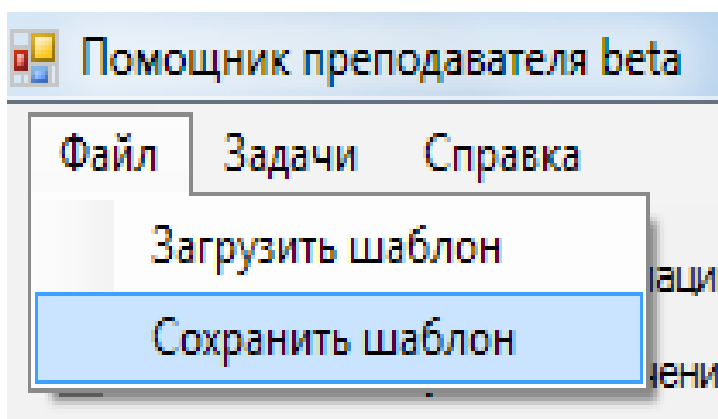 Помощник преподавателя beta
Файл Задачи Справка
Загрузить шаблон
Сохранить шаблон